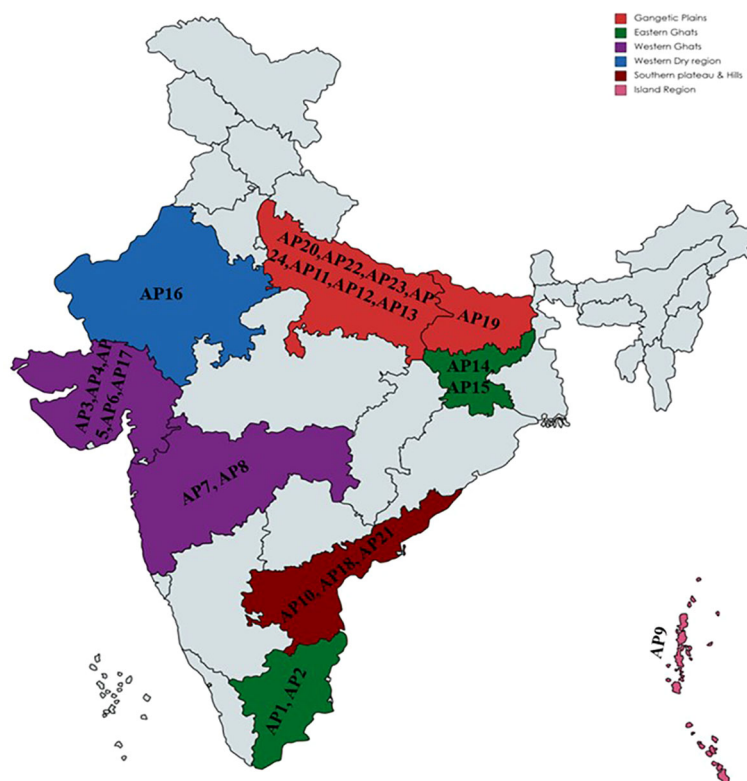 Gangetic Plains
Eastern Ghats
Western Ghats
Western Dry region
Southern plateau & Hills
Island Region
AP20,AP22,AP23,AP2
24,AP11,AP12,AP13
AP16
AP19
AP14,
AP15
AP3,AP4,AP
5,AP6,AP17
AP7, AP8
AP10, AP18, AP21
AP9
AP1, AP2